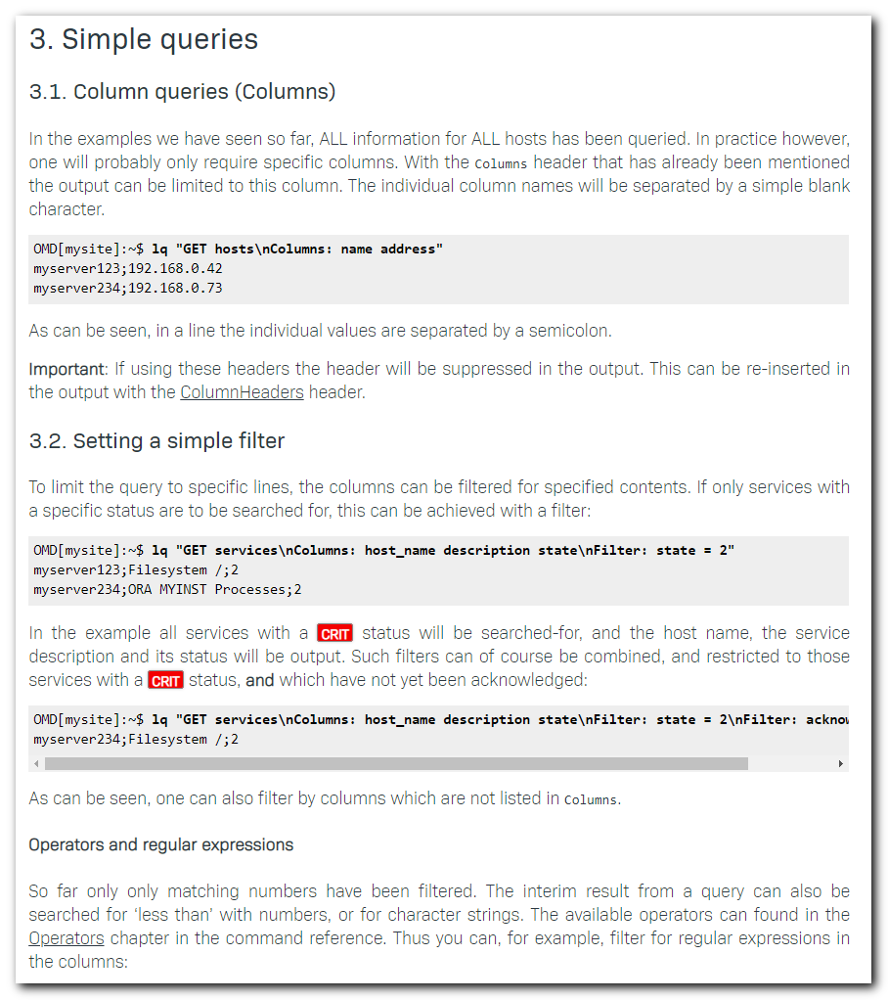 3. Simple queries
3.1. Column queries (Columns)
In the examples we have seen so far, ALL information for ALL hosts has been queried. In practice however,
one will probably only require specific columns. With the Columns header that has already been mentioned
the output can be limited to this column. The individual column names will be separated by a simple blank
character.
OMD[mysite]:~$ lq "GET hosts\nColumns: name address"
myserver123;192.168.0.42
myserver234;192.168.0.73
As can be seen, in a line the individual values are separated by a semicolon.
Important: If using these headers the header will be suppressed in the output. This can be re-inserted in
the output with the ColumnHeaders header.
3.2. Setting a simple filter
To limit the query to specific lines, the columns can be filtered for specified contents. If only services with
a specific status are to be searched for, this can be achieved with a filter:
OMD[mysite]:~$ lq "GET services\nColumns: host_name description state\nFilter: state = 2"
myserver123;Filesystem /;2
myserver234;ORA MYINST Processes;2
In the example all services with a CRIT status will be searched-for, and the host name, the service
description and its status will be output. Such filters can of course be combined, and restricted to those
services with a CRIT status, and which have not yet been acknowledged:
OMD[mysite]:~$ lq "GET services\nColumns: host_name description state\nFilter: state = 2\nFilter:
myserver234;Filesystem /;2
As can be seen, one can also filter by columns which are not listed in Columns.
Operators and regular expressions
So far only only matching numbers have been filtered. The interim result from a query can also be
searched for ‘less than’ with numbers, or for character strings. The available operators can found in the
Operators chapter in the command reference. Thus you can, for example, filter for regular expressions in
the columns: